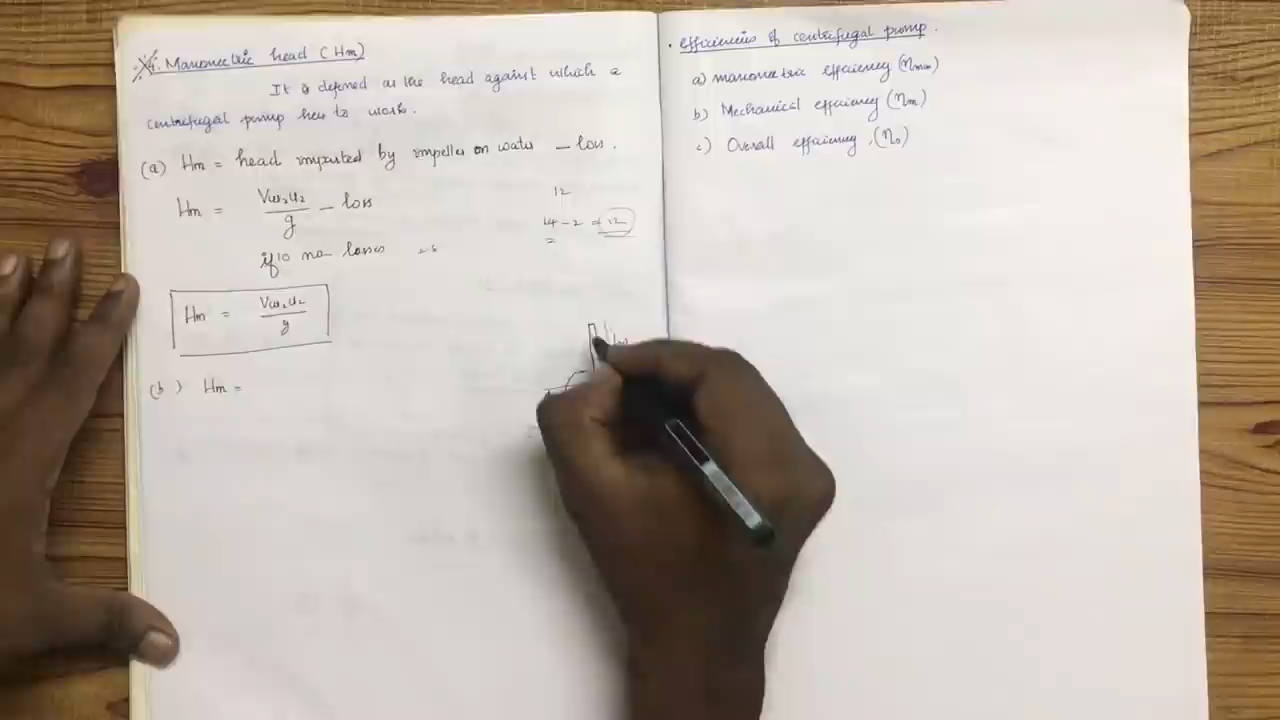 4. Manometric head (Hm)
It is defined as the head against which a
centrifugal pump has to work.
(a) Hm = head imparted by impeller on water – loss.
Hm = Vw₂u₂/g – loss
12
14 – 2 = 12
=
if no losses
Hm = Vw₂u₂/g
(b) Hm =
. efficiencies of centrifugal pump.
a) manometric efficiency (ηman)
b) Mechanical efficiency (ηm)
c) Overall efficiency, (η₀)